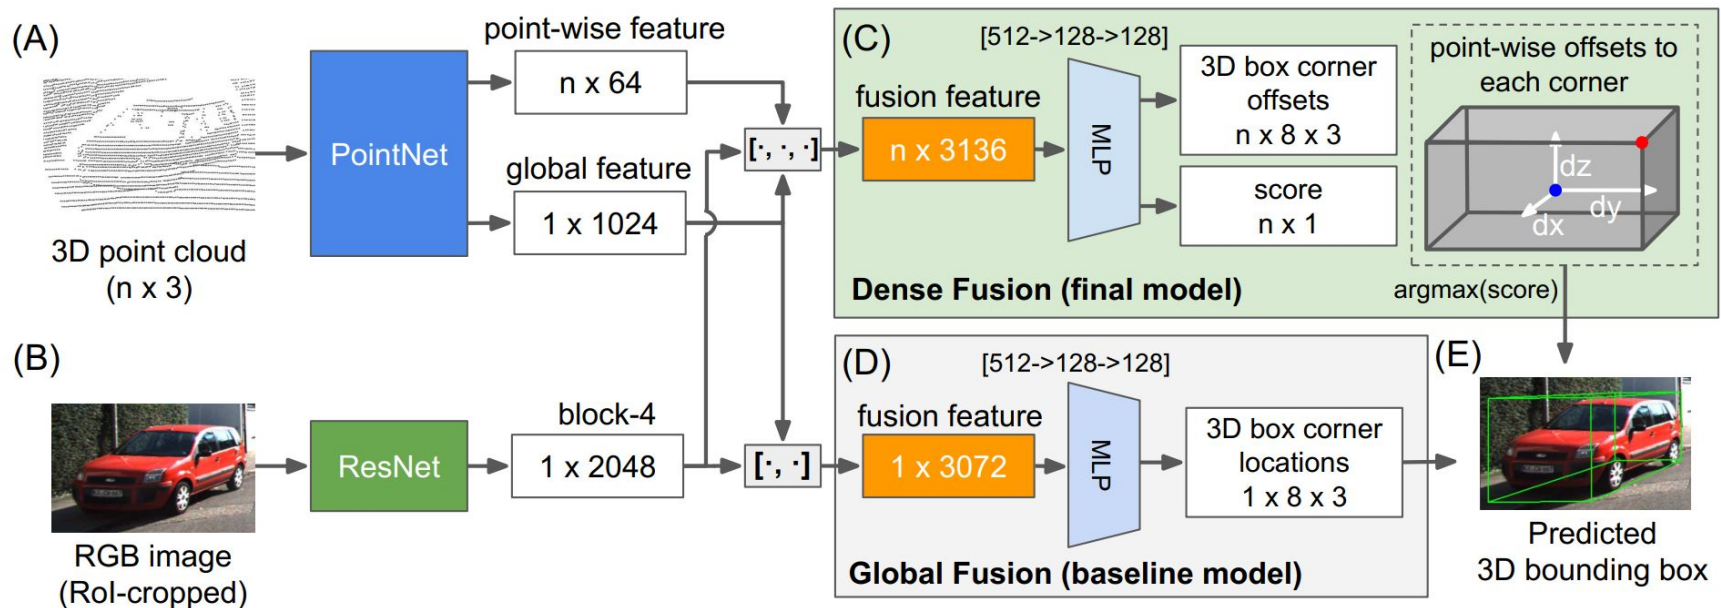 (A)
3D point cloud
(n x 3)
PointNet
point-wise feature
n x 64
global feature
1 x 1024
[·, ·, ·]
(B)
RGB image
(RoI-cropped)
ResNet
block-4
1 x 2048
[·, ·]
(C)
[512->128->128]
fusion feature
n x 3136
MLP
3D box corner
offsets
n x 8 x 3
score
n x 1
point-wise offsets to
each corner
dz
dy
dx
Dense Fusion (final model)
argmax(score)
(D)
[512->128->128]
fusion feature
1 x 3072
MLP
3D box corner
locations
1 x 8 x 3
Global Fusion (baseline model)
(E)
Predicted
3D bounding box